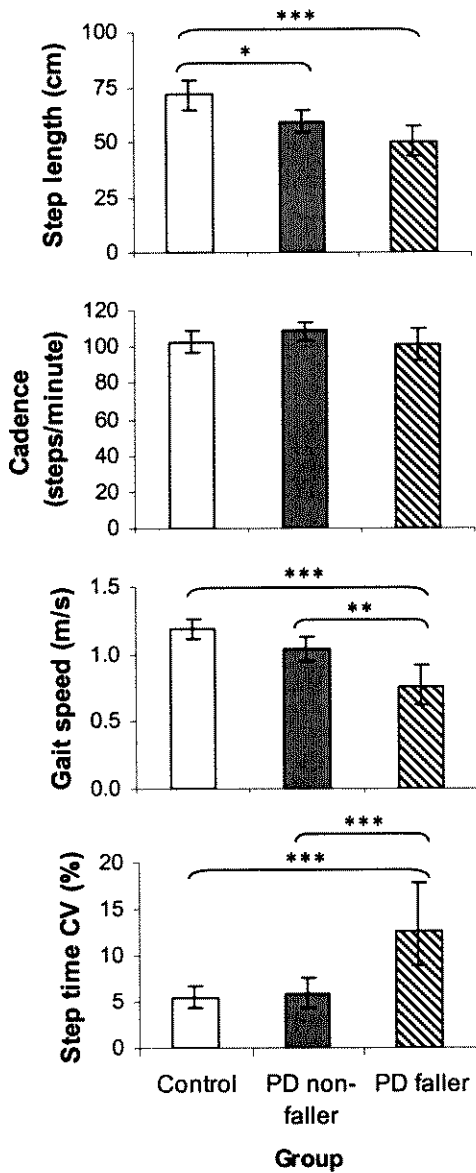 Step length (cm)
100
75
50
25
0
***
*
Cadence
(steps/minute)
120
100
80
60
40
20
0
Gait speed (m/s)
1.5
1.0
0.5
0.0
***
**
Step time CV (%)
20
15
10
5
0
***
***
Control
PD non-
faller
PD faller
Group